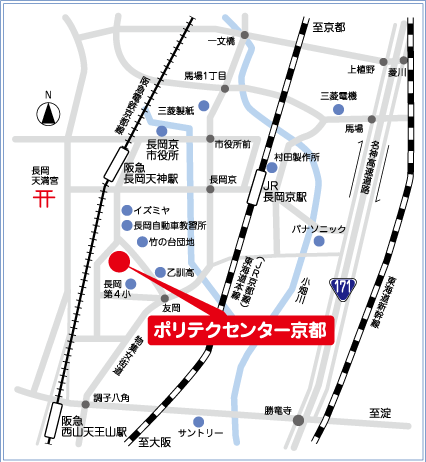 至京都
一文橋
上植野
菱川
馬場1丁目
阪急電鉄京都線
N
三菱製紙
三菱電機
馬場
長岡京
市役所
市役所前
名神高速道路
村田製作所
阪急
長岡天神駅
長岡
天満宮
長岡京
JR
長岡京駅
イズミヤ
長岡自動車教習所
竹の台団地
パナソニック
乙訓高
(JR京都線)
東海道本線
小畑川
171
東海道新幹線
長岡
第4小
友岡
ポリテクセンター京都
物集女街道
調子八角
阪急
西山天王山駅
至大阪
サントリー
勝竜寺
至淀